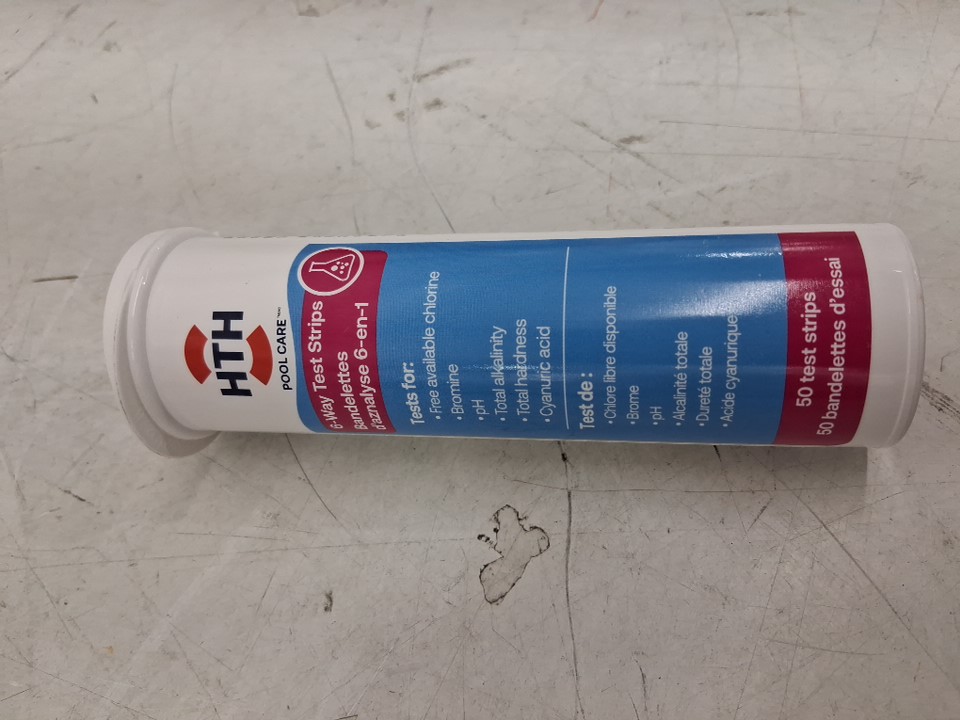 HTH
POOL CARE™
6-Way Test Strips
Bandelettes
d'aznalyse 6-en-1
Tests for:
• Free available chlorine
• Bromine
• pH
• Total alkalinity
• Total hardness
• Cyanuric acid
Test de :
• Chlore libre disponible
• Brome
• pH
• Alcalinité totale
• Dureté totale
• Acide cyanurique
50 test strips
50 bandelettes d'essai